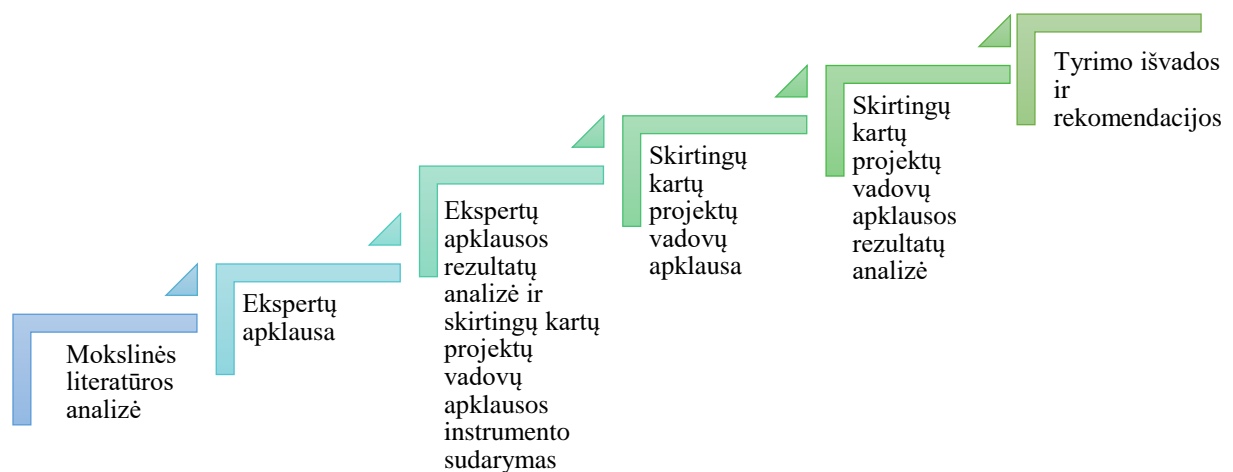 Mokslinės
literatūros
analizė
Ekspertų
apklausa
Ekspertų
apklausos
rezultatų
analizė ir
skirtingų kartų
projektų
vadovų
apklausos
instrumento
sudarymas
Skirtingų
kartų
projektų
vadovų
apklausa
Skirtingų
kartų
projektų
vadovų
apklausos
rezultatų
analizė
Tyrimo išvados
ir
rekomendacijos